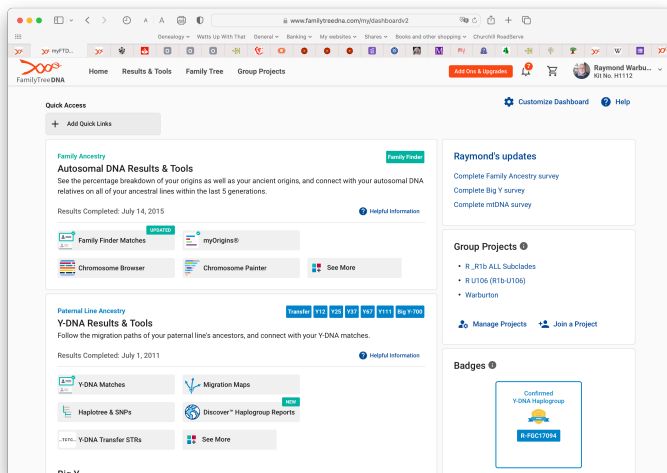 www.familytreedna.com/my/dashboardv2
Genealogy Watts Up With That General Banking My websites Shares Books and other shopping Churchill RoadServe
myFTD...
FamilyTreeDNA
Home Results & Tools Family Tree Group Projects
Add Ons & Upgrades
Raymond Warbu...
Kit No. H1112
Customize Dashboard Help
Quick Access
+ Add Quick Links
Family Ancestry
Family Finder
Autosomal DNA Results & Tools
See the percentage breakdown of your origins as well as your ancient origins, and connect with your autosomal DNA
relatives on all of your ancestral lines within the last 5 generations.
Results Completed: July 14, 2015
Helpful Information
UPDATED
Family Finder Matches
myOrigins®
Chromosome Browser
Chromosome Painter
See More
Paternal Line Ancestry
Transfer Y12 Y25 Y37 Y67 Y111 Big Y-700
Y-DNA Results & Tools
Follow the migration paths of your paternal line's ancestors, and connect with your Y-DNA matches.
Results Completed: July 1, 2011
Helpful Information
Y-DNA Matches
Migration Maps
NEW
Haplotree & SNPs
Discover™ Haplogroup Reports
Y-DNA Transfer STRs
See More
Big Y
Raymond's updates
Complete Family Ancestry survey
Complete Big Y survey
Complete mtDNA survey
Group Projects
• R_R1b ALL Subclades
• R U106 (R1b-U106)
• Warburton
Manage Projects
Join a Project
Badges
Confirmed
Y-DNA Haplogroup
R-FGC17094